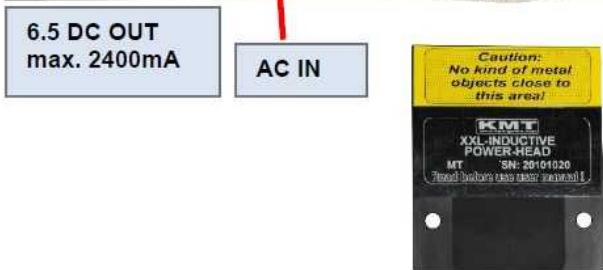 6.5 DC OUT
max. 2400mA
AC IN
Caution:
No kind of metal
objects close to
this area!
KMT
XXL-INDUCTIVE
POWER-HEAD
MT SN: 20101020
Read before use user manual !